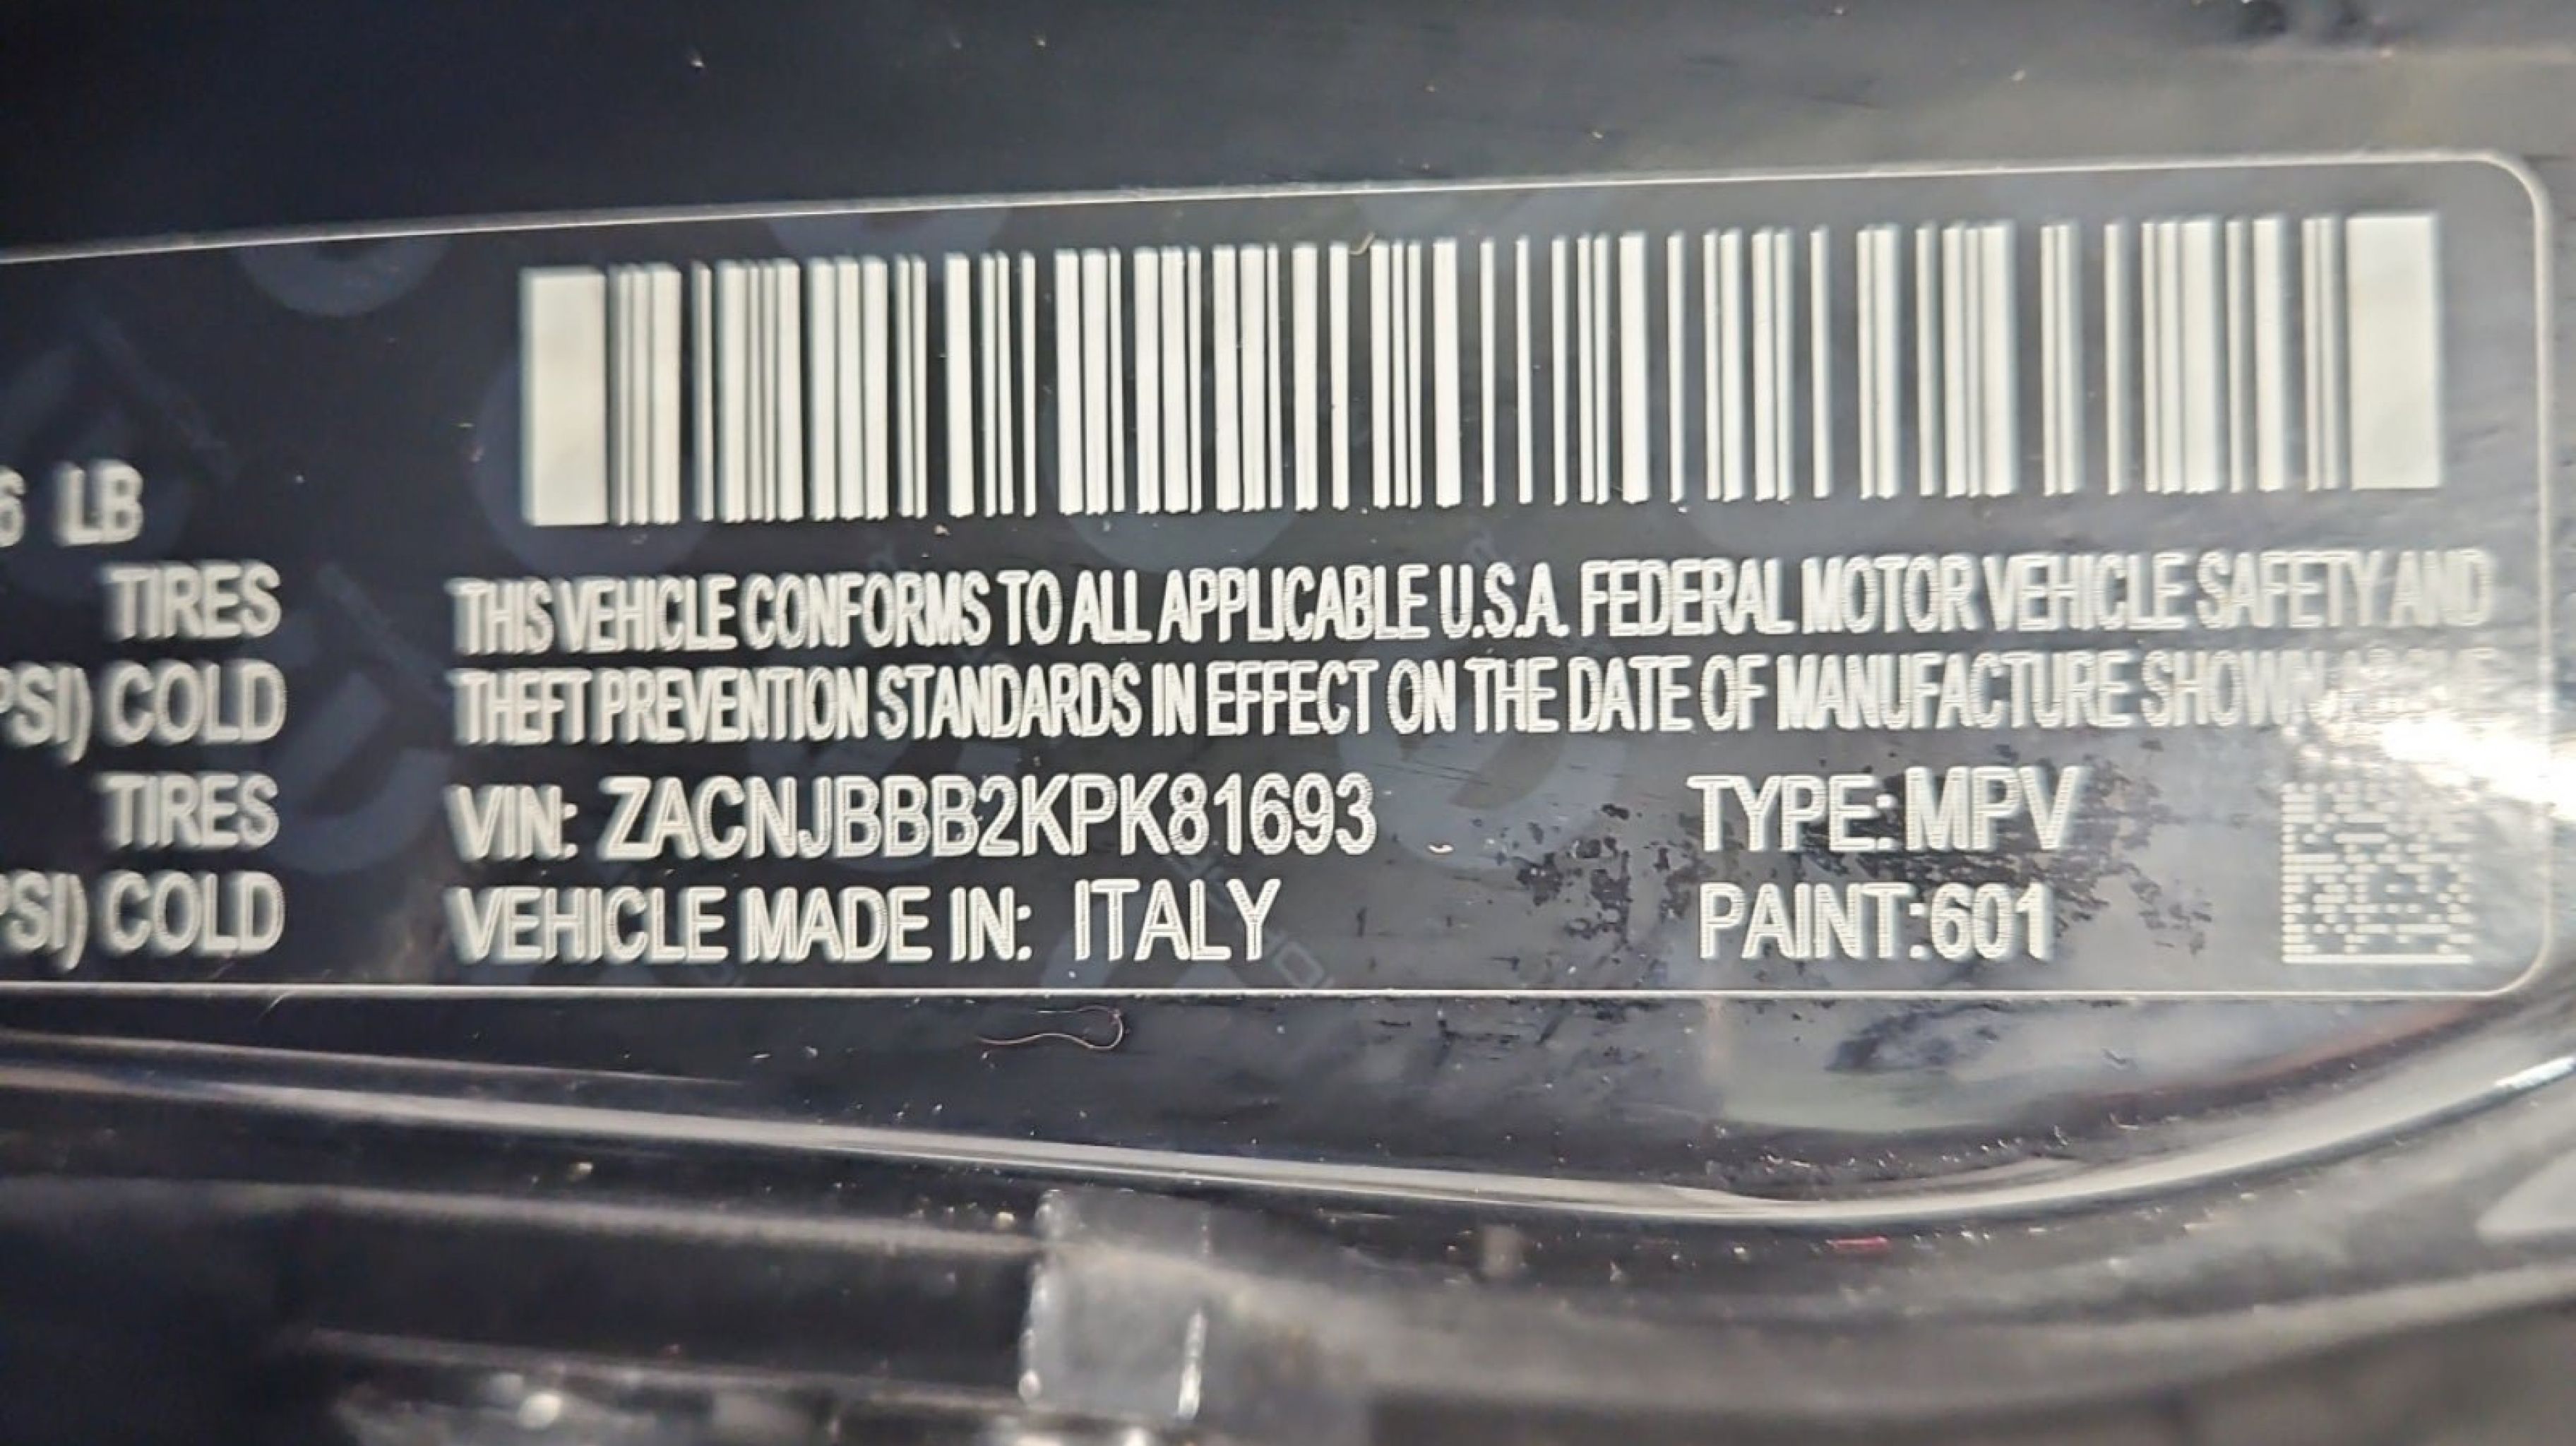 6 LB
TIRES
PSI) COLD
TIRES
PSI) COLD
THIS VEHICLE CONFORMS TO ALL APPLICABLE U.S.A. FEDERAL MOTOR VEHICLE SAFETY AND
THEFT PREVENTION STANDARDS IN EFFECT ON THE DATE OF MANUFACTURE SHOWN ABOVE
VIN: ZACNJBBB2KPK81693 TYPE: MPV
VEHICLE MADE IN: ITALY PAINT: 601